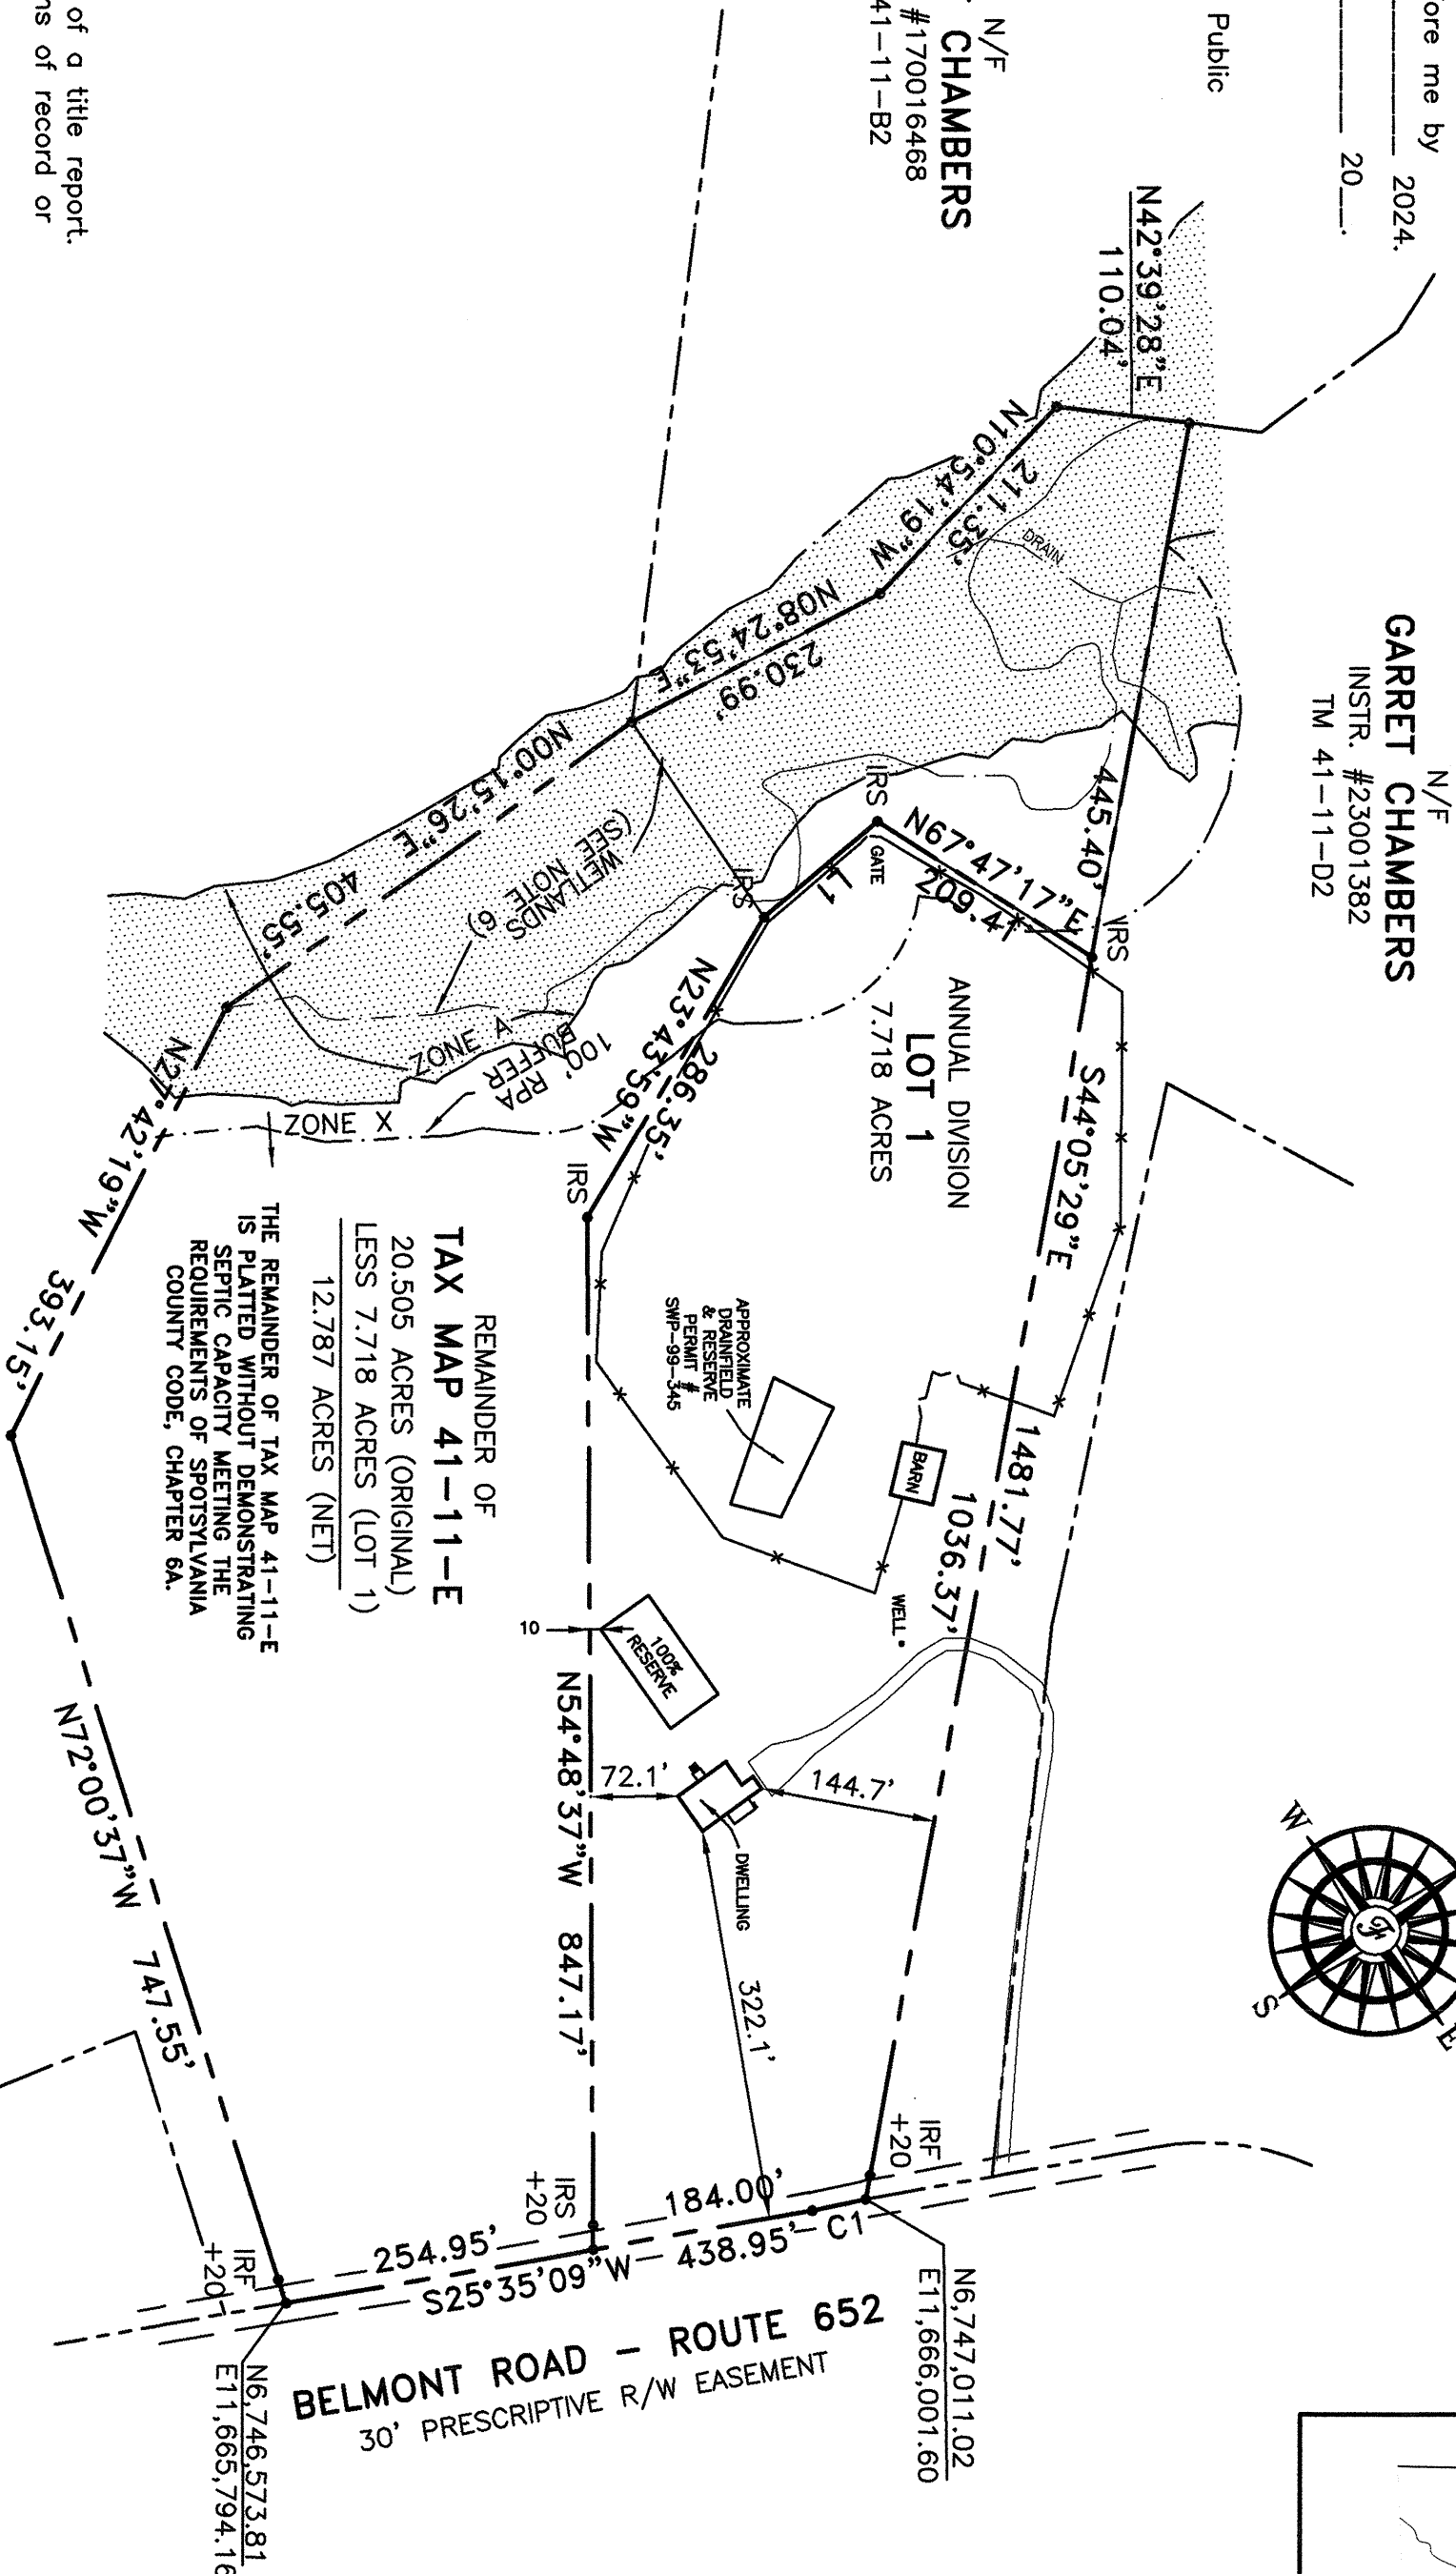 fore me by
2024.
20__.
Public
N/F
CHAMBERS
#170016468
41-11-B2
of a title report.
ns of record or
N/F
GARRET CHAMBERS
INSTR. #23001382
TM 41-11-D2
N42°39'28"E
110.04'
N10°54'19"W
211.35'
DRAIN
N08°24'53"E
230.99'
N00°15'26"E
405.55'
WETLANDS
(SEE NOTE 6)
ZONE A
100' RPA
BUFFER
ZONE X
N27°42'19"W
393.15'
N72°00'37"W
747.55'
445.40'
IRS
GATE
N67°47'17"E
209.47'
IRS
L1
IRS
N23°43'59"W
286.35'
IRS
ANNUAL DIVISION
LOT 1
7.718 ACRES
S44°05'29"E
1481.77'
1036.37'
APPROXIMATE
DRAINFIELD
& RESERVE
PERMIT #
SWP-99-345
BARN
WELL
100%
RESERVE
10
N54°48'37"W
847.17'
72.1'
144.7'
DWELLING
322.1'
REMAINDER OF
TAX MAP 41-11-E
20.505 ACRES (ORIGINAL)
LESS 7.718 ACRES (LOT 1)
12.787 ACRES (NET)
THE REMAINDER OF TAX MAP 41-11-E
IS PLATTED WITHOUT DEMONSTRATING
SEPTIC CAPACITY MEETING THE
REQUIREMENTS OF SPOTSYLVANIA
COUNTY CODE, CHAPTER 6A.
W
S
E
IRF
+20
IRS
+20
IRF
+20
184.00'
254.95'
S25°35'09"W
438.95'
C1
N6,747,011.02
E11,666,001.60
N6,746,573.81
E11,665,794.16
BELMONT ROAD - ROUTE 652
30' PRESCRIPTIVE R/W EASEMENT